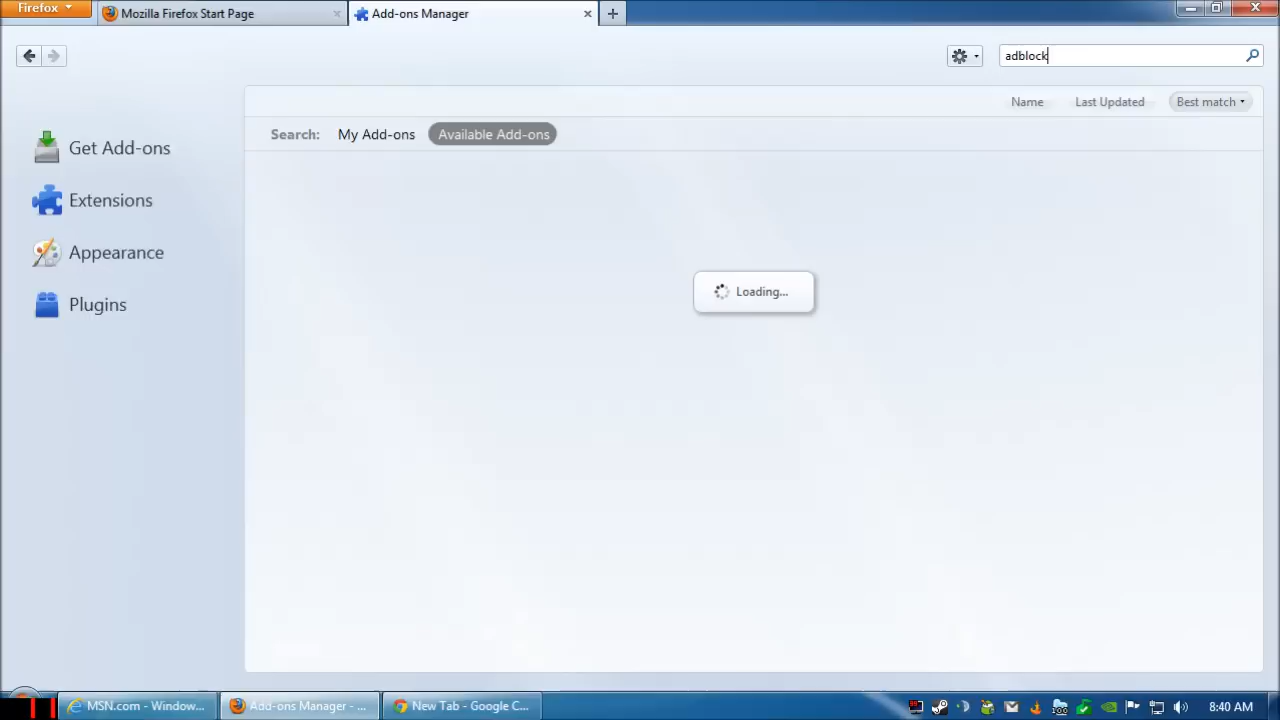 Firefox
Mozilla Firefox Start Page
Add-ons Manager
adblock
Name
Last Updated
Best match
Search:
My Add-ons
Available Add-ons
Get Add-ons
Extensions
Appearance
Plugins
Loading...
MSN.com - Window...
Add-ons Manager - ...
New Tab - Google C...
8:40 AM